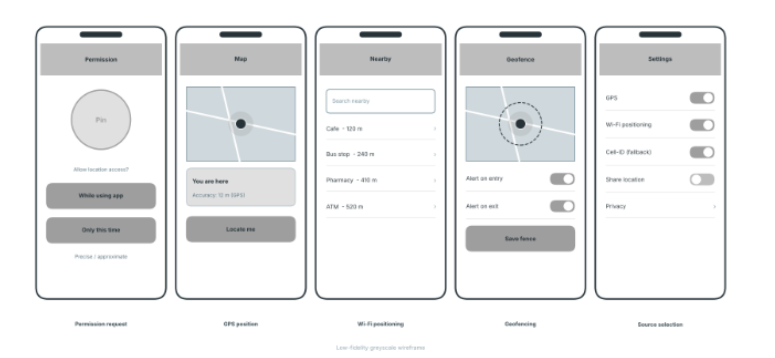 Permission
Pin
Allow location access?
While using app
Only this time
Precise / approximate
Permission request
Map
You are here
Accuracy: 12 m (GPS)
Locate me
GPS position
Nearby
Search nearby
Cafe - 120 m
Bus stop - 240 m
Pharmacy - 410 m
ATM - 520 m
Wi-Fi positioning
Geofence
Alert on entry
Alert on exit
Save fence
Geofencing
Settings
GPS
Wi-Fi positioning
Cell-ID (fallback)
Share location
Privacy
Source selection
Low-fidelity greyscale wireframe